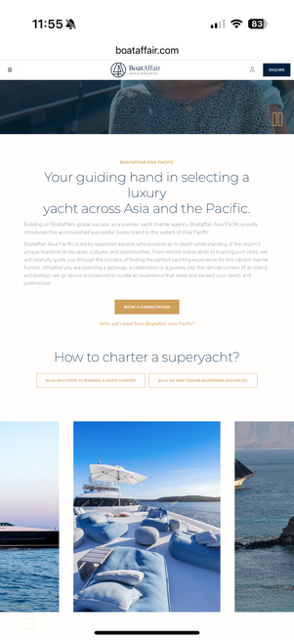 11:55
83
boataffair.com
BoatAffair
ASIA PACIFIC
ENQUIRE
BOATAFFAIR ASIA PACIFIC
Your guiding hand in selecting a
luxury
yacht across Asia and the Pacific.
Building on Boataffair's global success as a premier yacht charter agency, Boataffair Asia Pacific proudly
introduces this accomplished successful Swiss brand to the waters of Asia Pacific.
Boataffair Asia Pacific is led by seasoned experts who possess an in depth understanding of the region's
unique maritime landscapes, cultures, and opportunities. From remote island atolls to buzzing port cities, we
will carefully guide you through the process of finding the perfect yachting experience for this vibrant marine
frontier. Whether you are planning a getaway, a celebration or a journey into the remote corners of an island
archipelago, we go above and beyond to curate an experience that meet and exceed your needs and
preferences.
BOOK A CONSULTATION
Who will I meet from Boataffair Asia Pacific?
How to charter a superyacht?
BLOG ON 6 STEPS TO BOOKING A YACHT CHARTER
BLOG ON WHY CHOOSE BOATAFFAIR ASIA PACIFIC